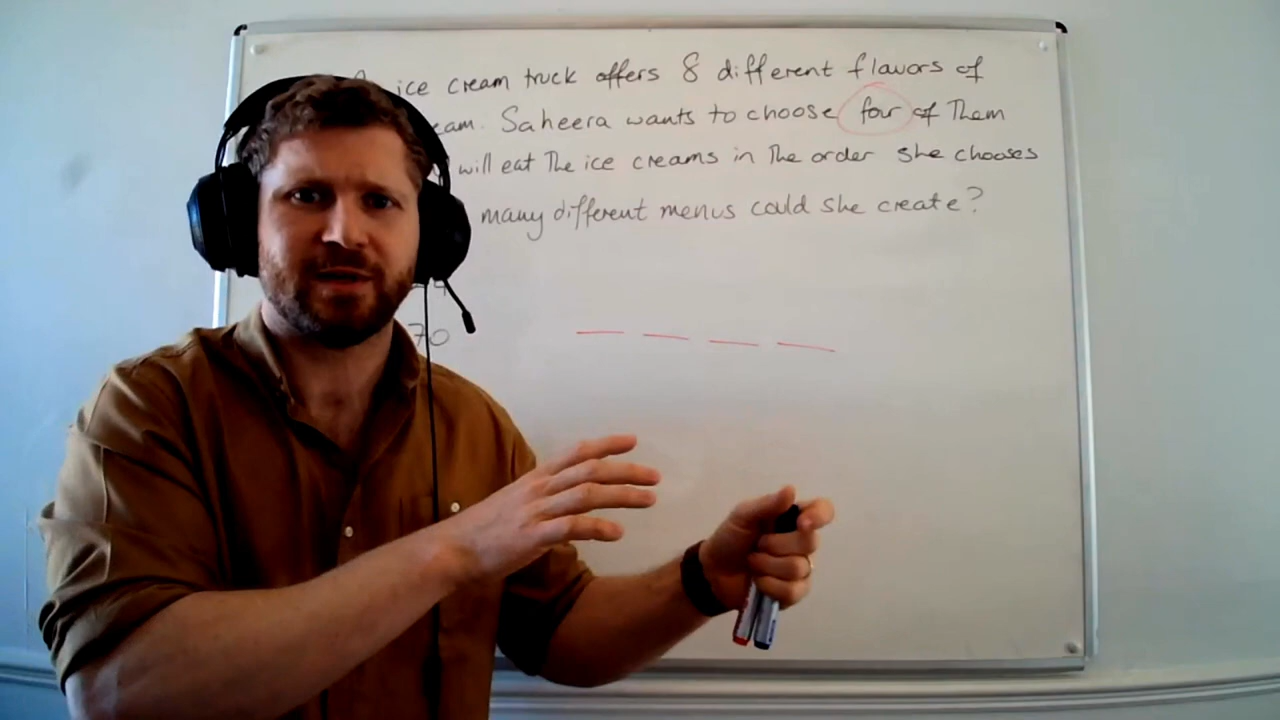 ice cream truck offers 8 different flavors of
eam. Saheera wants to choose four of Them
will eat The ice creams in The order she chooses
many different menus could she create?
70